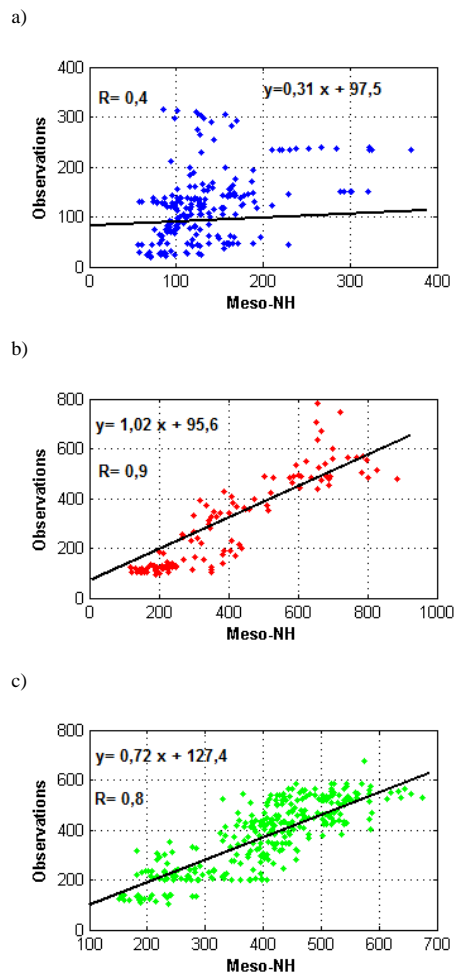 a)
400
R= 0,4
y=0,31 x + 97,5
300
200
100
0
Observations
0 100 200 300 400
Meso-NH
b)
800
y= 1,02 x + 95,6
600
R= 0,9
400
200
0
Observations
0 200 400 600 800 1000
Meso-NH
c)
800
y= 0,72 x + 127,4
600
R= 0,8
400
200
0
Observations
100 200 300 400 500 600 700
Meso-NH